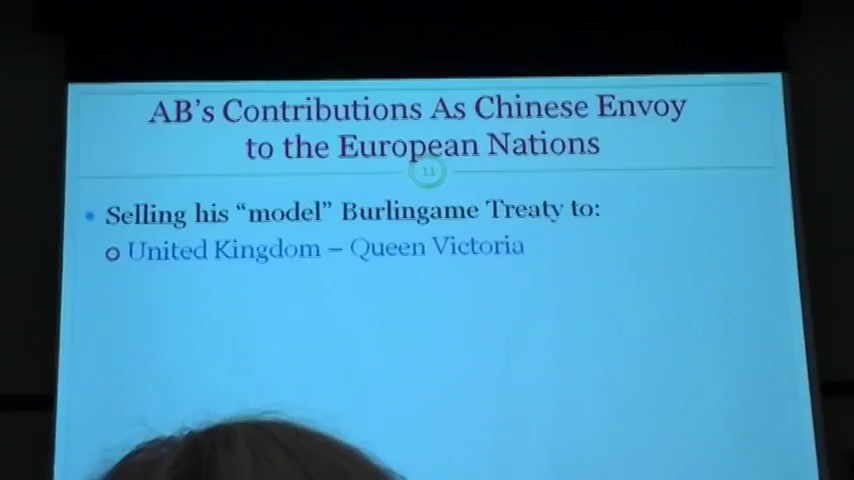 AB's Contributions As Chinese Envoy
to the European Nations
11
• Selling his “model” Burlingame Treaty to:
o United Kingdom – Queen Victoria